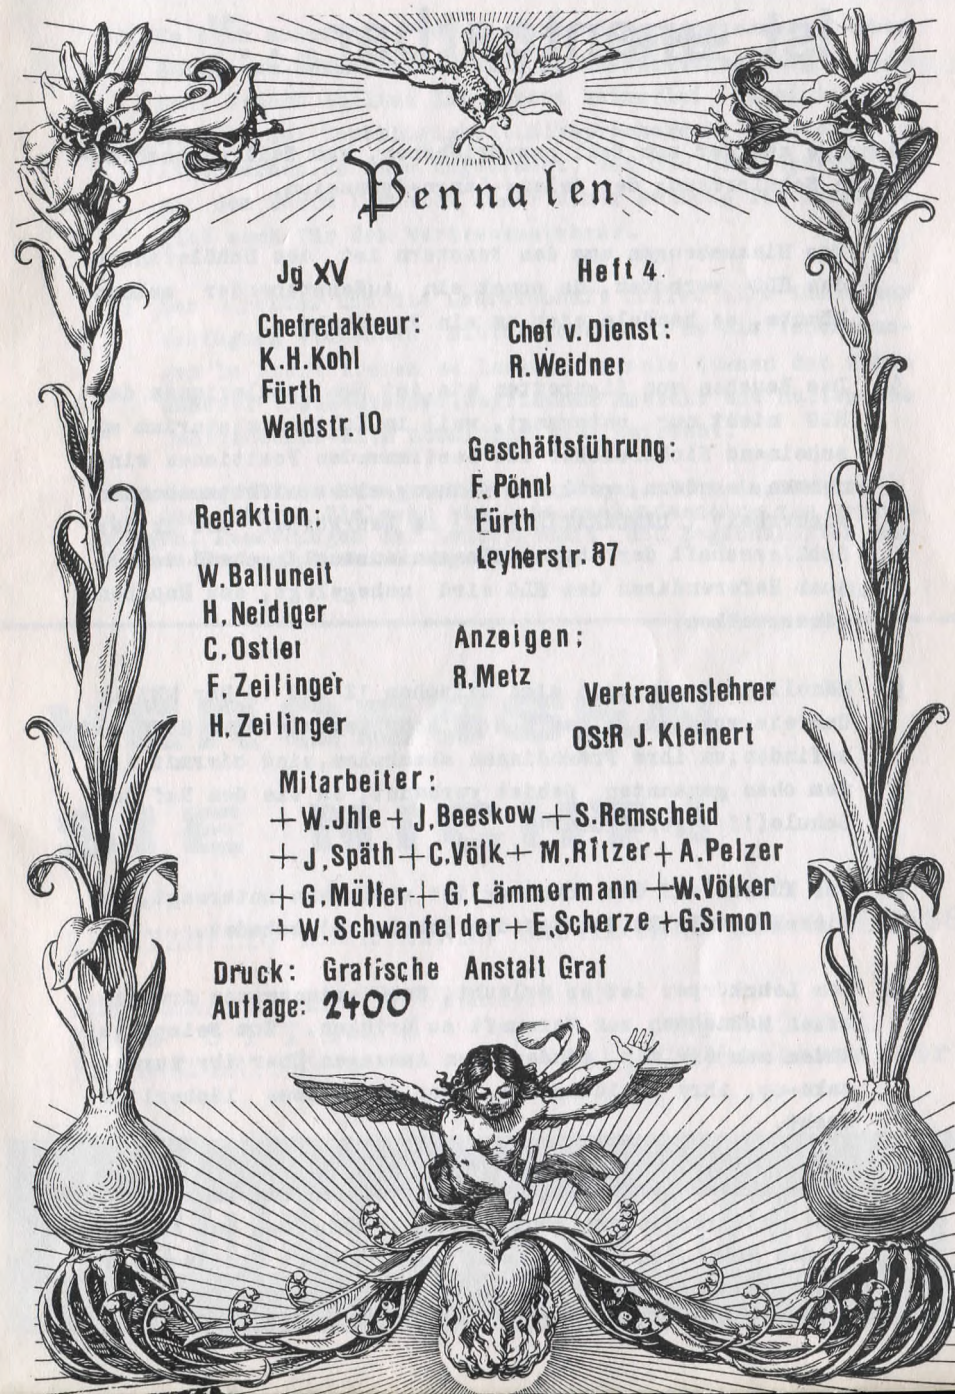 Pennalen
Jg XV
Heft 4.
Chefredakteur:
K.H.Kohl
Fürth
Waldstr.10
Chef v. Dienst:
R.Weidner
Geschäftsführung:
F. Pöhnl
Fürth
Leyherstr. 87
Redaktion:
W.Balluneit
H. Neidiger
C.Ostler
F. Zeilinger
H. Zeilinger
Anzeigen:
R.Metz
Vertrauenslehrer
OStR. Kleinert
Mitarbeiter:
+W.Jhle+J.Beeskow+S.Remscheid
+J.Späth+C.Völk+M.Ritzer+A.Pelzer
+G.Müller+G.Lämmermann+W.Völker
+W.Schwanfelder+E.Scherze+G.Simon
Druck: Grafische Anstalt Graf
Auflage: 2400